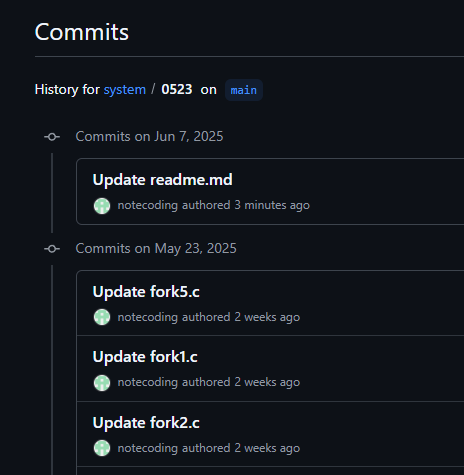 Commits
History for system / 0523 on main
Commits on Jun 7, 2025
Update readme.md
notecoding authored 3 minutes ago
Commits on May 23, 2025
Update fork5.c
notecoding authored 2 weeks ago
Update fork1.c
notecoding authored 2 weeks ago
Update fork2.c
notecoding authored 2 weeks ago